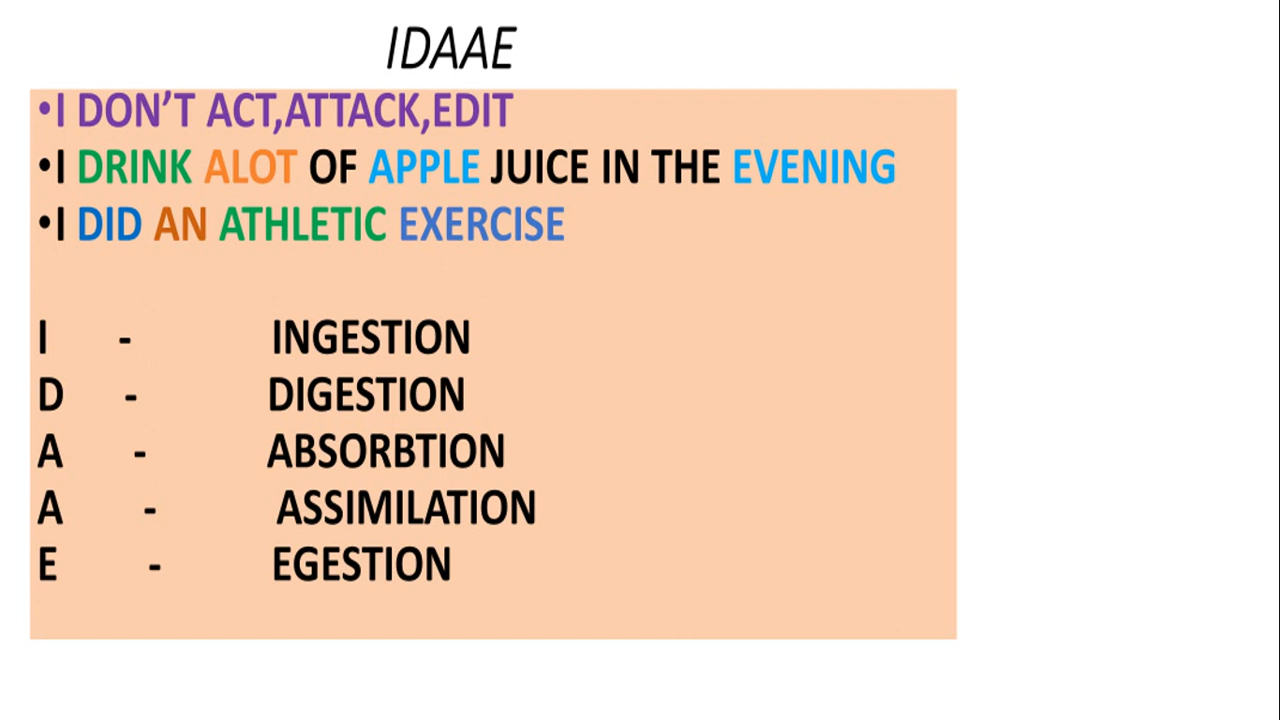 IDAAE
•I DON’T ACT,ATTACK,EDIT
•I DRINK ALOT OF APPLE JUICE IN THE EVENING
•I DID AN ATHLETIC EXERCISE
I - INGESTION
D - DIGESTION
A - ABSORBTION
A - ASSIMILATION
E - EGESTION